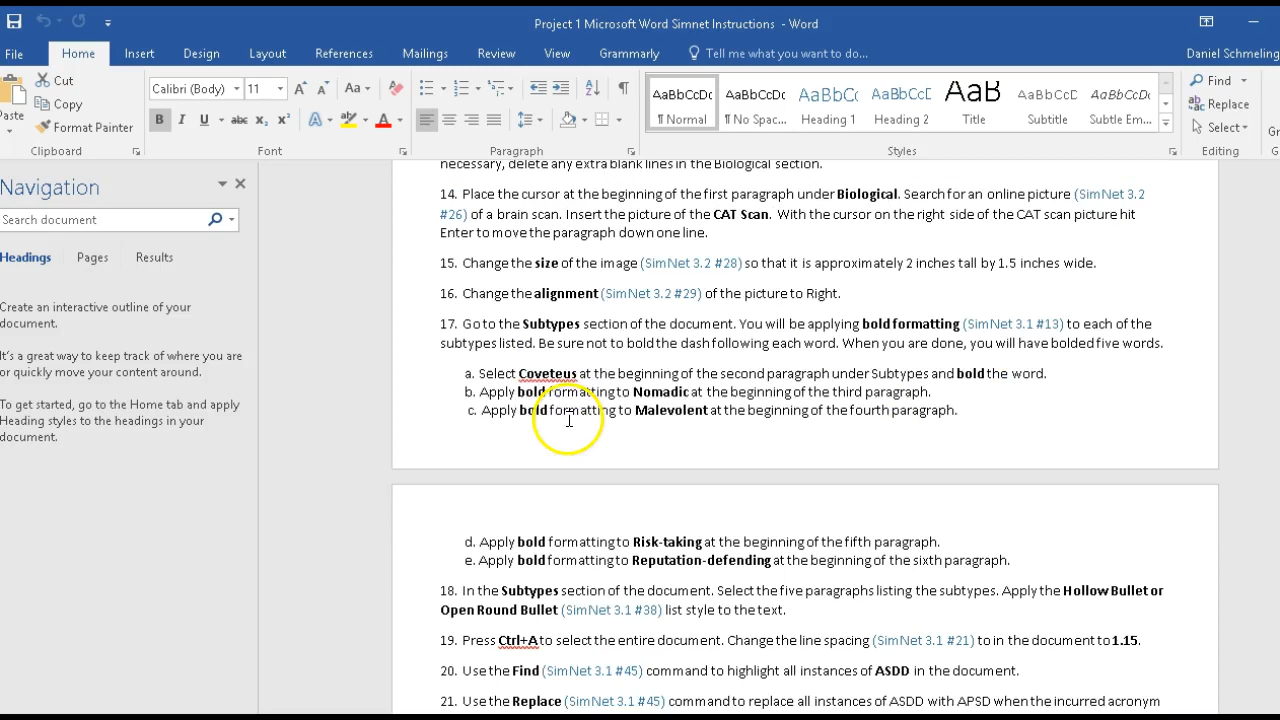 Project 1 Microsoft Word Simnet Instructions - Word
File Home Insert Design Layout References Mailings Review View Grammarly Tell me what you want to do... Daniel Schmeling
Cut
Copy
Paste
Format Painter
Clipboard
Calibri (Body) 11
Font
Paragraph
AaBbCcDc AaBbCcDc AaBbCc AaBbCcC AaB AaBbCcC AaBbCcDc
¶ Normal ¶ No Spac... Heading 1 Heading 2 Title Subtitle Subtle Em...
Styles
Find
Replace
Select
Editing
Navigation
Search document
Headings Pages Results
Create an interactive outline of your
document.
It's a great way to keep track of where you are
or quickly move your content around.
To get started, go to the Home tab and apply
Heading styles to the headings in your
document.
necessary, delete any extra blank lines in the Biological section.
14. Place the cursor at the beginning of the first paragraph under Biological. Search for an online picture (SimNet 3.2
#26) of a brain scan. Insert the picture of the CAT Scan. With the cursor on the right side of the CAT scan picture hit
Enter to move the paragraph down one line.
15. Change the size of the image (SimNet 3.2 #28) so that it is approximately 2 inches tall by 1.5 inches wide.
16. Change the alignment (SimNet 3.2 #29) of the picture to Right.
17. Go to the Subtypes section of the document. You will be applying bold formatting (SimNet 3.1 #13) to each of the
subtypes listed. Be sure not to bold the dash following each word. When you are done, you will have bolded five words.
a. Select Coveteus at the beginning of the second paragraph under Subtypes and bold the word.
b. Apply bold formatting to Nomadic at the beginning of the third paragraph.
c. Apply bold formatting to Malevolent at the beginning of the fourth paragraph.
d. Apply bold formatting to Risk-taking at the beginning of the fifth paragraph.
e. Apply bold formatting to Reputation-defending at the beginning of the sixth paragraph.
18. In the Subtypes section of the document. Select the five paragraphs listing the subtypes. Apply the Hollow Bullet or
Open Round Bullet (SimNet 3.1 #38) list style to the text.
19. Press Ctrl+A to select the entire document. Change the line spacing (SimNet 3.1 #21) to in the document to 1.15.
20. Use the Find (SimNet 3.1 #45) command to highlight all instances of ASDD in the document.
21. Use the Replace (SimNet 3.1 #45) command to replace all instances of ASDD with APSD when the incurred acronym